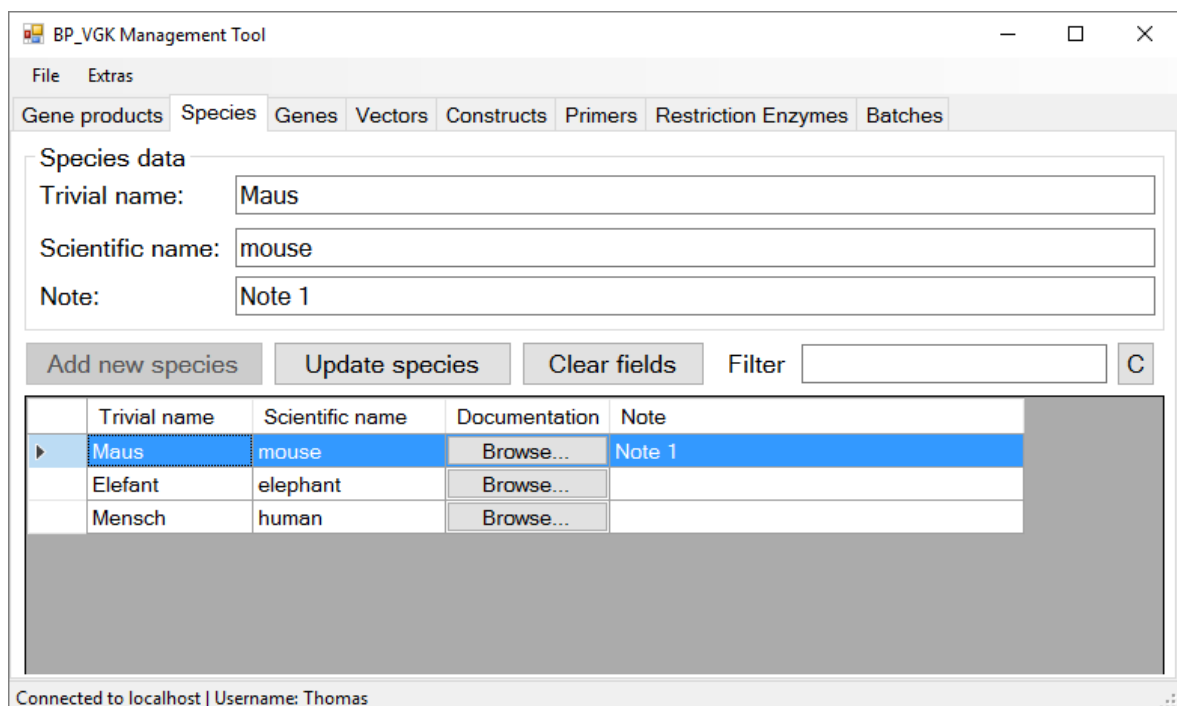 BP_VGK Management Tool
File Extras
Gene products Species Genes Vectors Constructs Primers Restriction Enzymes Batches
Species data
Trivial name: Maus
Scientific name: mouse
Note: Note 1
Add new species Update species Clear fields Filter C
Trivial name Scientific name Documentation Note
Maus mouse Browse... Note 1
Elefant elephant Browse...
Mensch human Browse...
Connected to localhost | Username: Thomas